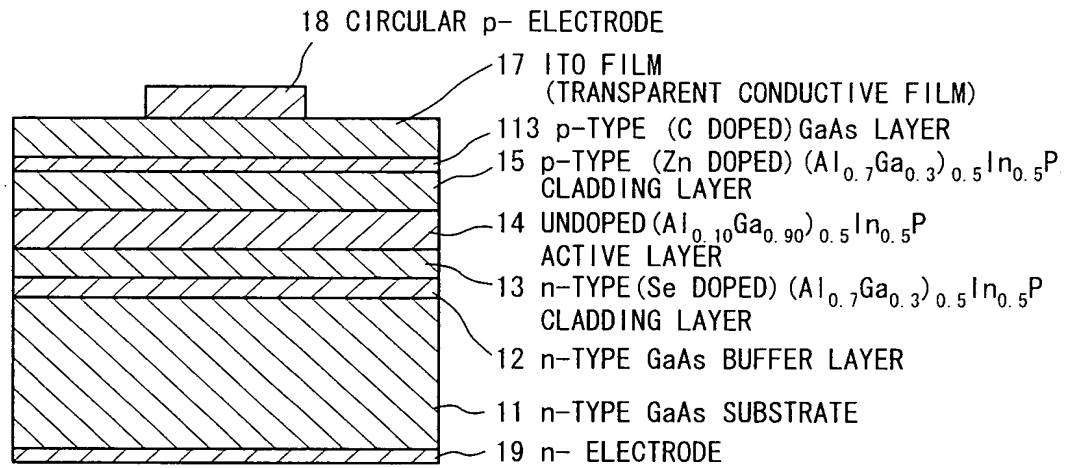 18 CIRCULAR p- ELECTRODE
17 ITO FILM
(TRANSPARENT CONDUCTIVE FILM)
113 p-TYPE (C DOPED) GaAs LAYER
15 p-TYPE (Zn DOPED) (Al0.7Ga0.3)0.5In0.5P
CLADDING LAYER
14 UNDOPED (Al0.10Ga0.90)0.5In0.5P
ACTIVE LAYER
13 n-TYPE (Se DOPED) (Al0.7Ga0.3)0.5In0.5P
CLADDING LAYER
12 n-TYPE GaAs BUFFER LAYER
11 n-TYPE GaAs SUBSTRATE
19 n- ELECTRODE